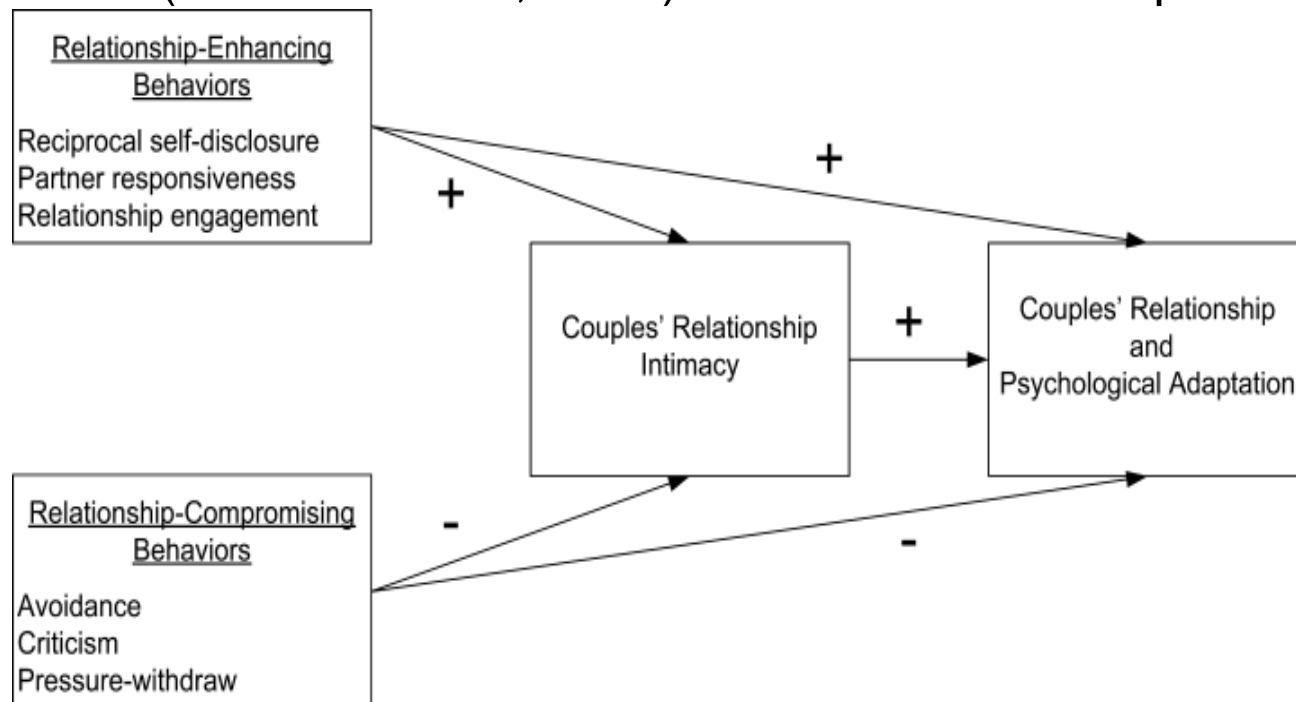 Relationship-Enhancing
Behaviors
Reciprocal self-disclosure
Partner responsiveness
Relationship engagement
+
+
Couples' Relationship
Intimacy
+
Couples' Relationship
and
Psychological Adaptation
Relationship-Compromising
Behaviors
Avoidance
Criticism
Pressure-withdraw
-
-